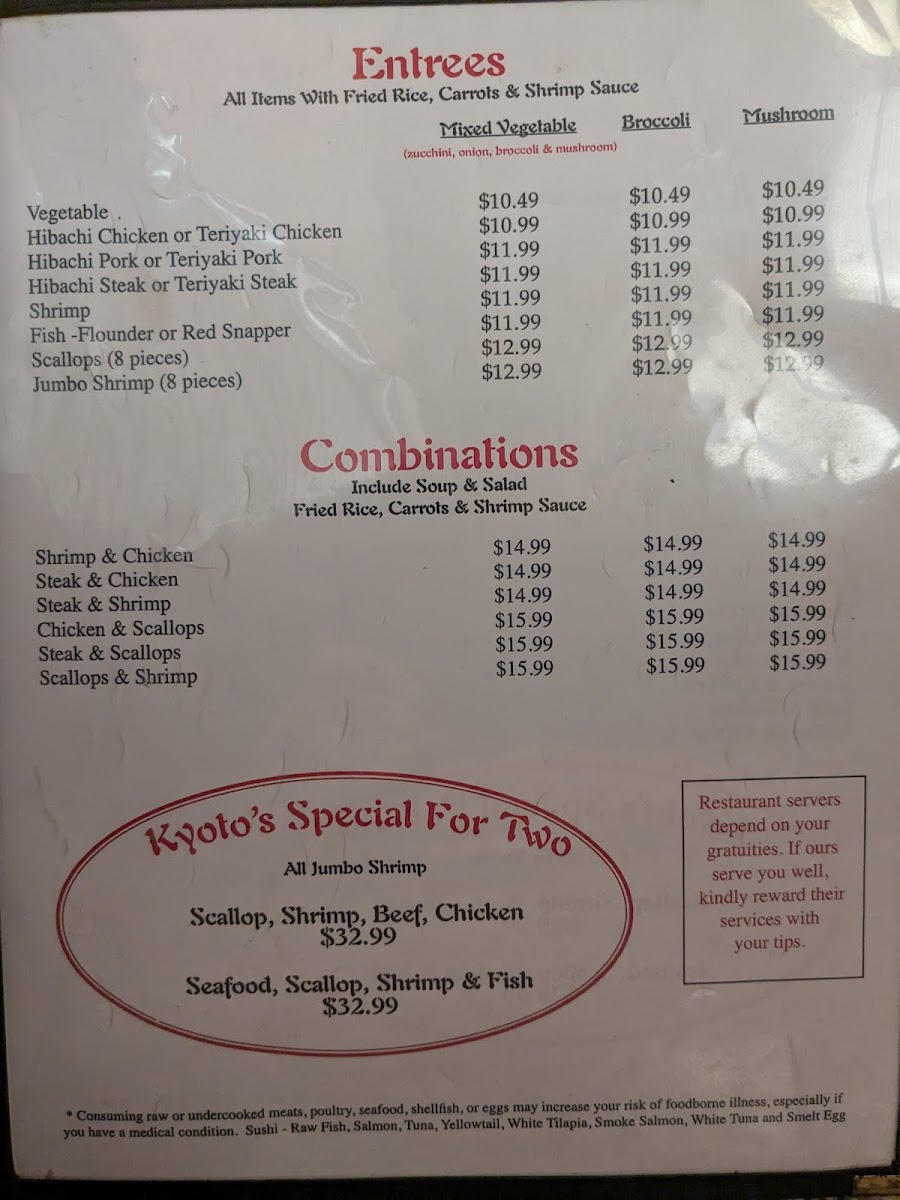 Entrees
All Items With Fried Rice, Carrots & Shrimp Sauce
Mixed Vegetable Broccoli Mushroom
(zucchini, onion, broccoli & mushroom)
Vegetable . $10.49 $10.49 $10.49
Hibachi Chicken or Teriyaki Chicken $10.99 $10.99 $10.99
Hibachi Pork or Teriyaki Pork $11.99 $11.99 $11.99
Hibachi Steak or Teriyaki Steak $11.99 $11.99 $11.99
Shrimp $11.99 $11.99 $11.99
Fish -Flounder or Red Snapper $11.99 $11.99 $11.99
Scallops (8 pieces) $12.99 $12.99 $12.99
Jumbo Shrimp (8 pieces) $12.99 $12.99 $12.99
Combinations
Include Soup & Salad
Fried Rice, Carrots & Shrimp Sauce
Shrimp & Chicken $14.99 $14.99 $14.99
Steak & Chicken $14.99 $14.99 $14.99
Steak & Shrimp $14.99 $14.99 $14.99
Chicken & Scallops $15.99 $15.99 $15.99
Steak & Scallops $15.99 $15.99 $15.99
Scallops & Shrimp $15.99 $15.99 $15.99
Kyoto's Special For Two
All Jumbo Shrimp
Scallop, Shrimp, Beef, Chicken
$32.99
Seafood, Scallop, Shrimp & Fish
$32.99
Restaurant servers
depend on your
gratuities. If ours
serve you well,
kindly reward their
services with
your tips.
* Consuming raw or undercooked meats, poultry, seafood, shellfish, or eggs may increase your risk of foodborne illness, especially if
you have a medical condition. Sushi - Raw Fish, Salmon, Tuna, Yellowtail, White Tilapia, Smoke Salmon, White Tuna and Smelt Egg